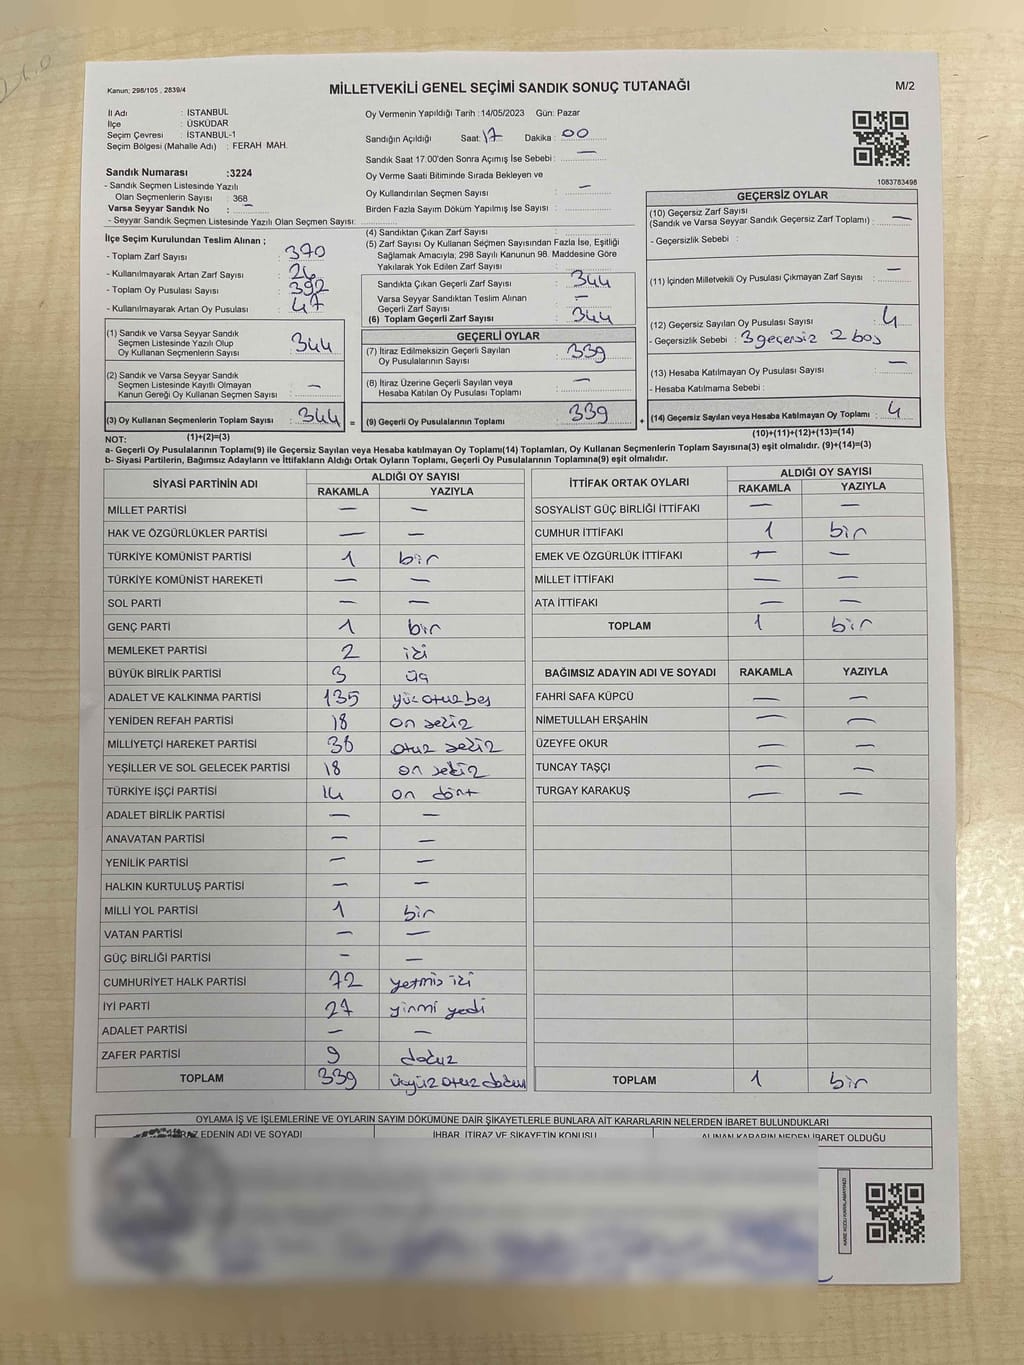 Kanun; 298/105 , 2839/4
MİLLETVEKİLİ GENEL SEÇİMİ SANDIK SONUÇ TUTANAĞI
M/2
İl Adı : İSTANBUL
İlçe : ÜSKÜDAR
Seçim Çevresi : İSTANBUL-1
Seçim Bölgesi (Mahalle Adı) : FERAH MAH.
Oy Vermenin Yapıldığı Tarih :14/05/2023 Gün: Pazar
Sandığın Açıldığı Saat: 17 Dakika : 00
Sandık Saat 17.00'den Sonra Açımış İse Sebebi : —
Oy Verme Saati Bitiminde Sırada Bekleyen ve
Oy Kullandırılan Seçmen Sayısı : —
Birden Fazla Sayım Döküm Yapılmış İse Sayısı :
1083783498
Sandık Numarası :3224
- Sandık Seçmen Listesinde Yazılı
Olan Seçmenlerin Sayısı : 368
Varsa Seyyar Sandık No : —
- Seyyar Sandık Seçmen Listesinde Yazılı Olan Seçmen Sayısı:
İlçe Seçim Kurulundan Teslim Alınan ;
- Toplam Zarf Sayısı : 370
- Kullanılmayarak Artan Zarf Sayısı : 26
- Toplam Oy Pusulası Sayısı : 392
- Kullanılmayarak Artan Oy Pusulası : 47
(1) Sandık ve Varsa Seyyar Sandık
Seçmen Listesinde Yazılı Olup
Oy Kullanan Seçmenlerin Sayısı : 344
(2) Sandık ve Varsa Seyyar Sandık
Seçmen Listesinde Kayıtlı Olmayan
Kanun Gereği Oy Kullanan Seçmen Sayısı : —
(3) Oy Kullanan Seçmenlerin Toplam Sayısı : 344
(1)+(2)=(3)
(4) Sandıktan Çıkan Zarf Sayısı :
(5) Zarf Sayısı Oy Kullanan Seçmen Sayısından Fazla İse, Eşitliği
Sağlamak Amacıyla; 298 Sayılı Kanunun 98. Maddesine Göre
Yakılarak Yok Edilen Zarf Sayısı :
Sandıkta Çıkan Geçerli Zarf Sayısı : 344
Varsa Seyyar Sandıktan Teslim Alınan
Geçerli Zarf Sayısı : —
(6) Toplam Geçerli Zarf Sayısı : 344
GEÇERLİ OYLAR
(7) İtiraz Edilmeksizin Geçerli Sayılan
Oy Pusulalarının Sayısı : 339
(8) İtiraz Üzerine Geçerli Sayılan veya
Hesaba Katılan Oy Pusulası Toplamı : —
= (9) Geçerli Oy Pusulalarının Toplamı : 339
GEÇERSİZ OYLAR
(10) Geçersiz Zarf Sayısı
(Sandık ve Varsa Seyyar Sandık Geçersiz Zarf Toplamı) : —
- Geçersizlik Sebebi :
(11) İçinden Milletvekili Oy Pusulası Çıkmayan Zarf Sayısı : —
(12) Geçersiz Sayılan Oy Pusulası Sayısı : 4
- Geçersizlik Sebebi : 3 geçersiz 2 boş
(13) Hesaba Katılmayan Oy Pusulası Sayısı : —
- Hesaba Katılmama Sebebi :
+ (14) Geçersiz Sayılan veya Hesaba Katılmayan Oy Toplamı : 4
(10)+(11)+(12)+(13)=(14)
NOT:
a- Geçerli Oy Pusulalarının Toplamı(9) ile Geçersiz Sayılan veya Hesaba katılmayan Oy Toplamı(14) Toplamları, Oy Kullanan Seçmenlerin Toplam Sayısına(3) eşit olmalıdır. (9)+(14)=(3)
b- Siyasi Partilerin, Bağımsız Adayların ve İttifakların Aldığı Ortak Oyların Toplamı, Geçerli Oy Pusulalarının Toplamına(9) eşit olmalıdır.
SİYASİ PARTİNİN ADI ALDIĞI OY SAYISI
RAKAMLA YAZIYLA
MİLLET PARTİSİ — —
HAK VE ÖZGÜRLÜKLER PARTİSİ — —
TÜRKİYE KOMÜNİST PARTİSİ 1 bir
TÜRKİYE KOMÜNİST HAREKETİ — —
SOL PARTİ — —
GENÇ PARTİ 1 bir
MEMLEKET PARTİSİ 2 iki
BÜYÜK BİRLİK PARTİSİ 3 üç
ADALET VE KALKINMA PARTİSİ 135 yüz otuz beş
YENİDEN REFAH PARTİSİ 18 on sekiz
MİLLİYETÇİ HAREKET PARTİSİ 38 otuz sekiz
YEŞİLLER VE SOL GELECEK PARTİSİ 18 on sekiz
TÜRKİYE İŞÇİ PARTİSİ 14 on dört
ADALET BİRLİK PARTİSİ — —
ANAVATAN PARTİSİ — —
YENİLİK PARTİSİ — —
HALKIN KURTULUŞ PARTİSİ — —
MİLLİ YOL PARTİSİ 1 bir
VATAN PARTİSİ — —
GÜÇ BİRLİĞİ PARTİSİ — —
CUMHURİYET HALK PARTİSİ 72 yetmiş iki
İYİ PARTİ 27 yirmi yedi
ADALET PARTİSİ — —
ZAFER PARTİSİ 9 dokuz
TOPLAM 339 üçyüz otuz dokuz
İTTİFAK ORTAK OYLARI ALDIĞI OY SAYISI
RAKAMLA YAZIYLA
SOSYALİST GÜÇ BİRLİĞİ İTTİFAKI — —
CUMHUR İTTİFAKI 1 bir
EMEK VE ÖZGÜRLÜK İTTİFAKI — —
MİLLET İTTİFAKI — —
ATA İTTİFAKI — —
TOPLAM 1 bir
BAĞIMSIZ ADAYIN ADI VE SOYADI RAKAMLA YAZIYLA
FAHRİ SAFA KÜPCÜ — —
NİMETULLAH ERŞAHİN — —
ÜZEYFE OKUR — —
TUNCAY TAŞÇI — —
TURGAY KARAKUŞ — —
TOPLAM 1 bir
OYLAMA İŞ VE İŞLEMLERİNE VE OYLARIN SAYIM DÖKÜMÜNE DAİR ŞİKAYETLERLE BUNLARA AİT KARARLARIN NELERDEN İBARET BULUNDUKLARI
EDENİN ADI VE SOYADI İHBAR, İTİRAZ VE ŞİKAYETİN KONUSU ALINAN KARARIN NEDEN İBARET OLDUĞU